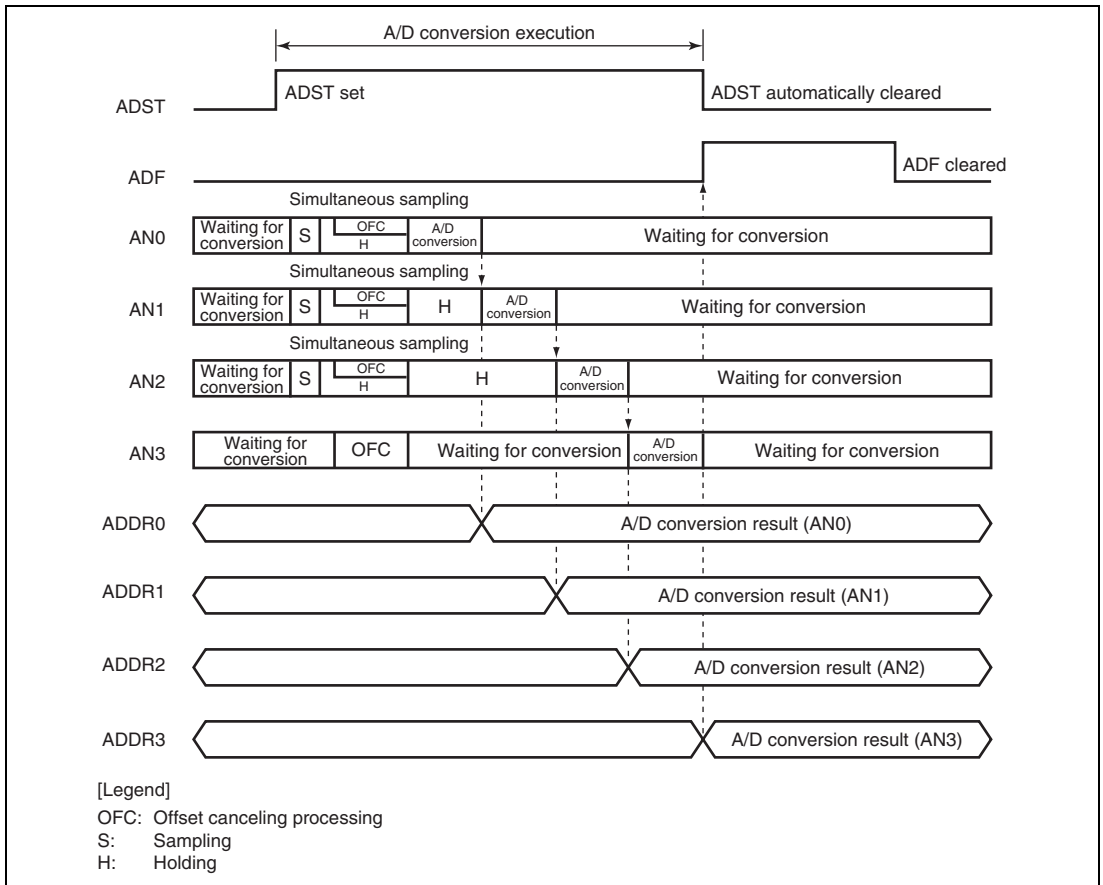 A/D conversion execution
ADST
ADST set
ADST automatically cleared
ADF
ADF cleared
Simultaneous sampling
AN0
Waiting for
conversion
S
OFC
H
A/D
conversion
Waiting for conversion
Simultaneous sampling
AN1
Waiting for
conversion
S
OFC
H
H
A/D
conversion
Waiting for conversion
Simultaneous sampling
AN2
Waiting for
conversion
S
OFC
H
H
A/D
conversion
Waiting for conversion
AN3
Waiting for
conversion
OFC
Waiting for conversion
A/D
conversion
Waiting for conversion
ADDR0
A/D conversion result (AN0)
ADDR1
A/D conversion result (AN1)
ADDR2
A/D conversion result (AN2)
ADDR3
A/D conversion result (AN3)
[Legend]
OFC: Offset canceling processing
S: Sampling
H: Holding